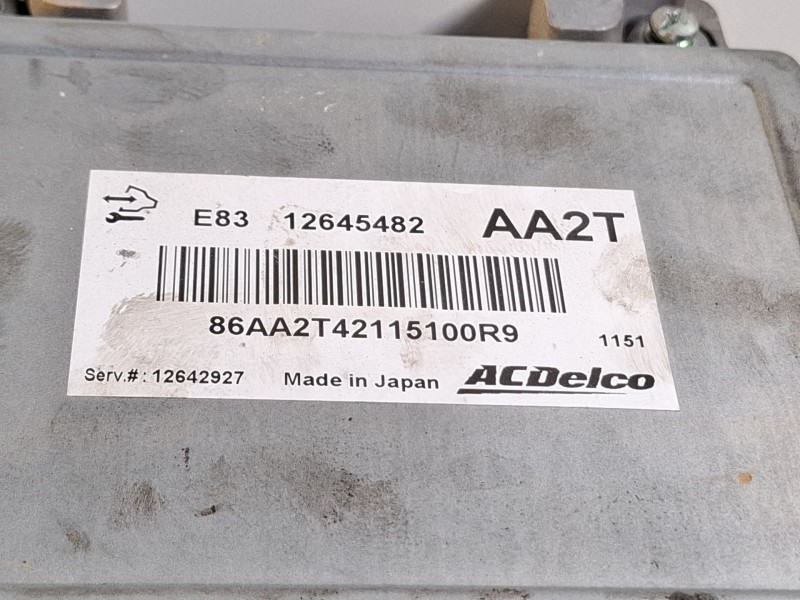 E83 12645482 AA2T
86AA2T42115100R9
1151
Serv.#: 12642927 Made in Japan ACDelco